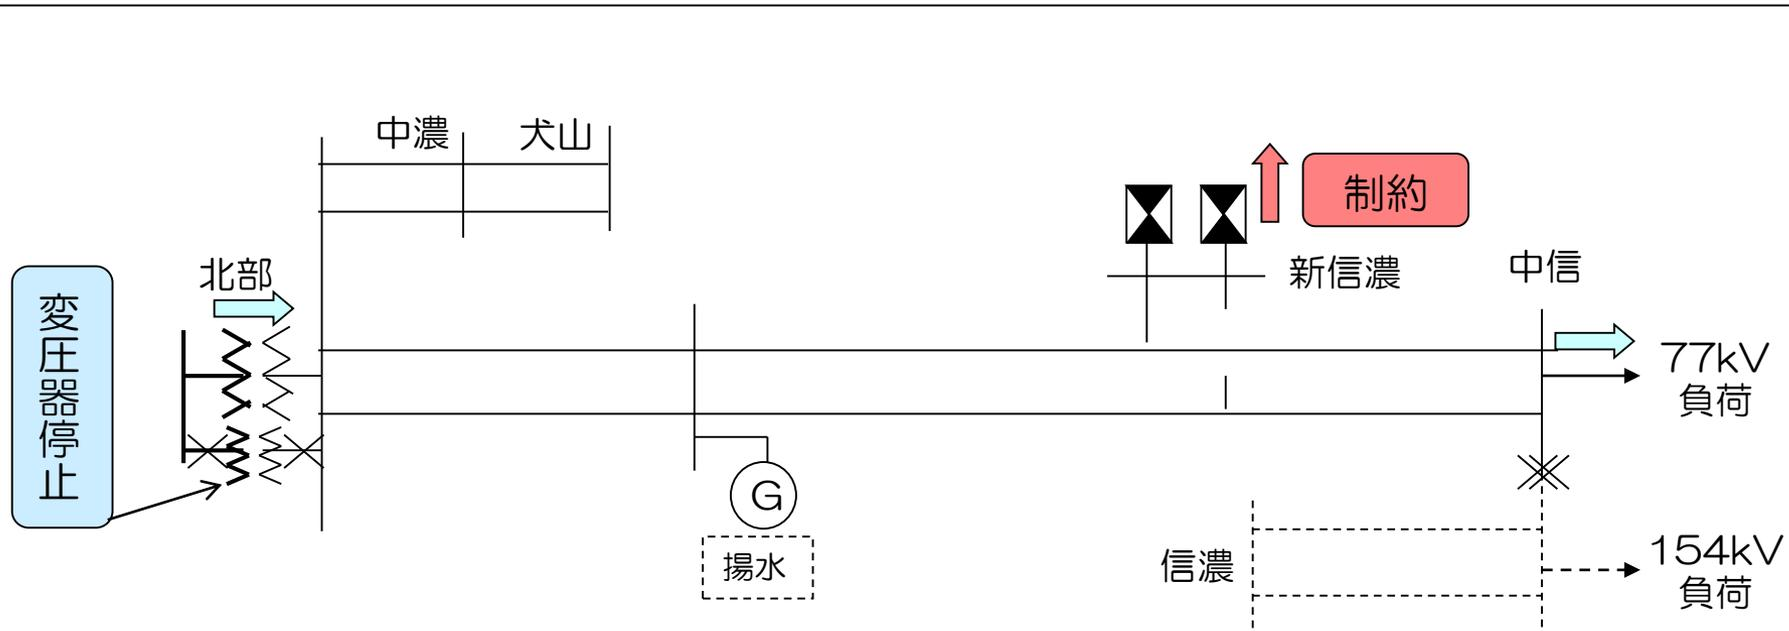 中濃
犬山
制約
北部
新信濃
中信
変圧器停止
77kV
負荷
G
揚水
信濃
154kV
負荷